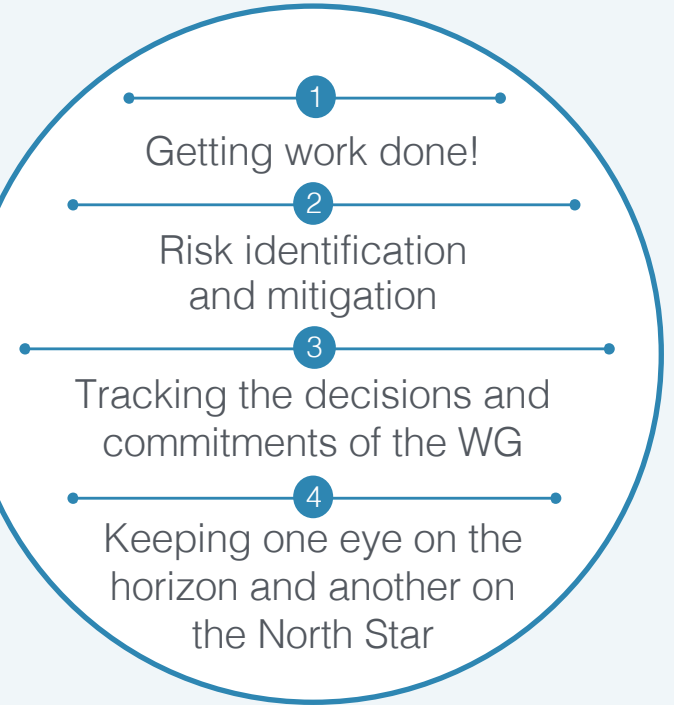 1
Getting work done!
2
Risk identification
and mitigation
3
Tracking the decisions and
commitments of the WG
4
Keeping one eye on the
horizon and another on
the North Star